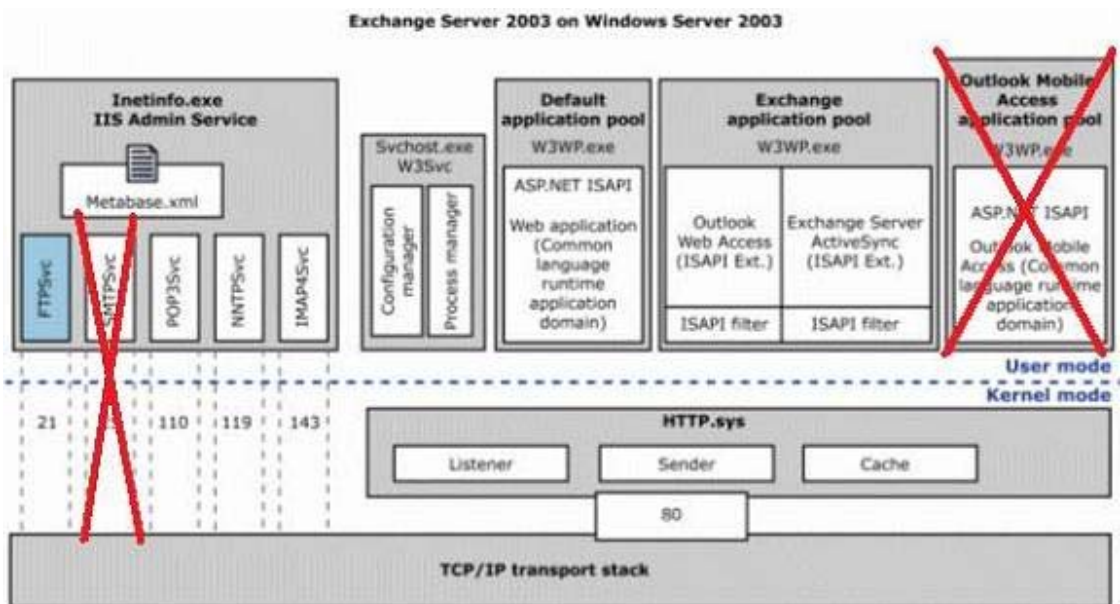 Exchange Server 2003 on Windows Server 2003
Inetinfo.exe
IIS Admin Service
Metabase.xml
FTPSvc
SMTPSvc
POP3Svc
NNTPSvc
IMAP4Svc
Svchost.exe
W3Svc
Configuration
manager
Process manager
Default
application pool
W3WP.exe
ASP.NET ISAPI
Web application
(Common
language
runtime
application
domain)
Exchange
application pool
W3WP.exe
Outlook
Web Access
(ISAPI Ext.)
ISAPI filter
Exchange Server
ActiveSync
(ISAPI Ext.)
ISAPI filter
Outlook Mobile
Access
application pool
W3WP.exe
ASP.NET ISAPI
Outlook Mobile
Access (Common
language runtime
application
domain)
User mode
Kernel mode
21
110
119
143
HTTP.sys
Listener
Sender
Cache
80
TCP/IP transport stack